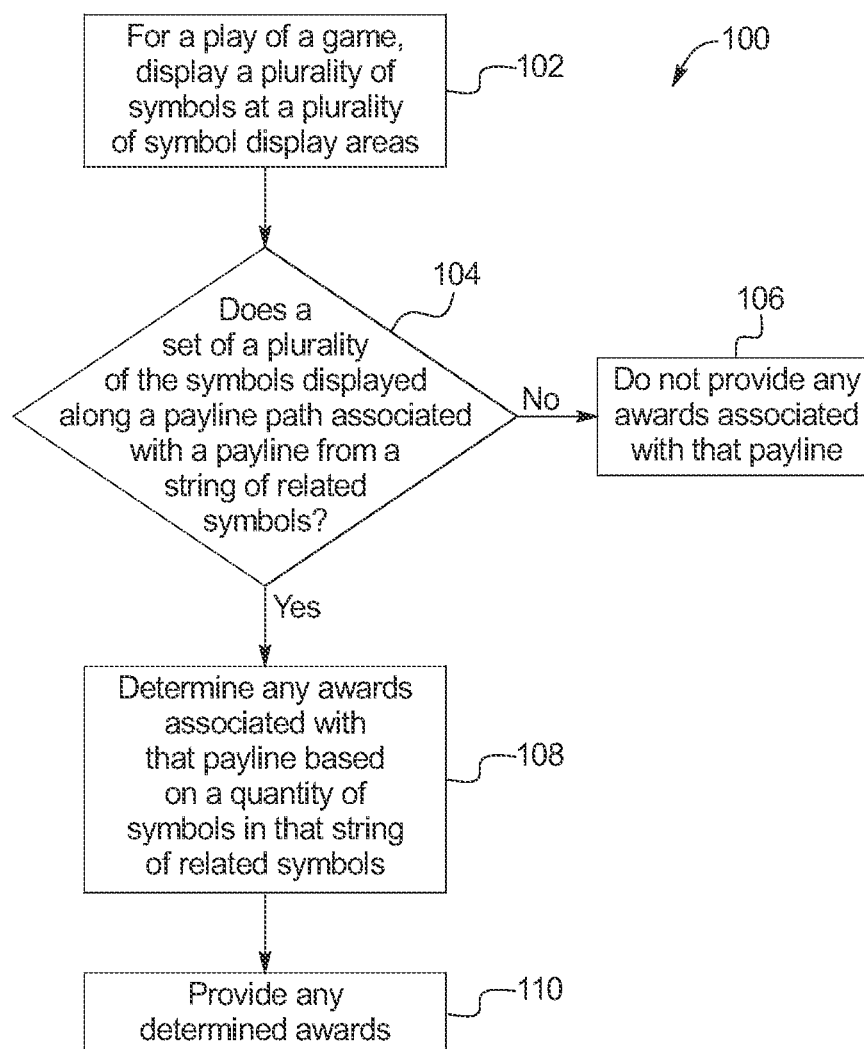 For a play of a game,
display a plurality of
symbols at a plurality
of symbol display areas
102
100
Does a
set of a plurality
of the symbols displayed
along a payline path associated
with a payline from a
string of related
symbols?
104
No
106
Do not provide any
awards associated
with that payline
Yes
Determine any awards
associated with
that payline based
on a quantity of
symbols in that string
of related symbols
108
Provide any
determined awards
110